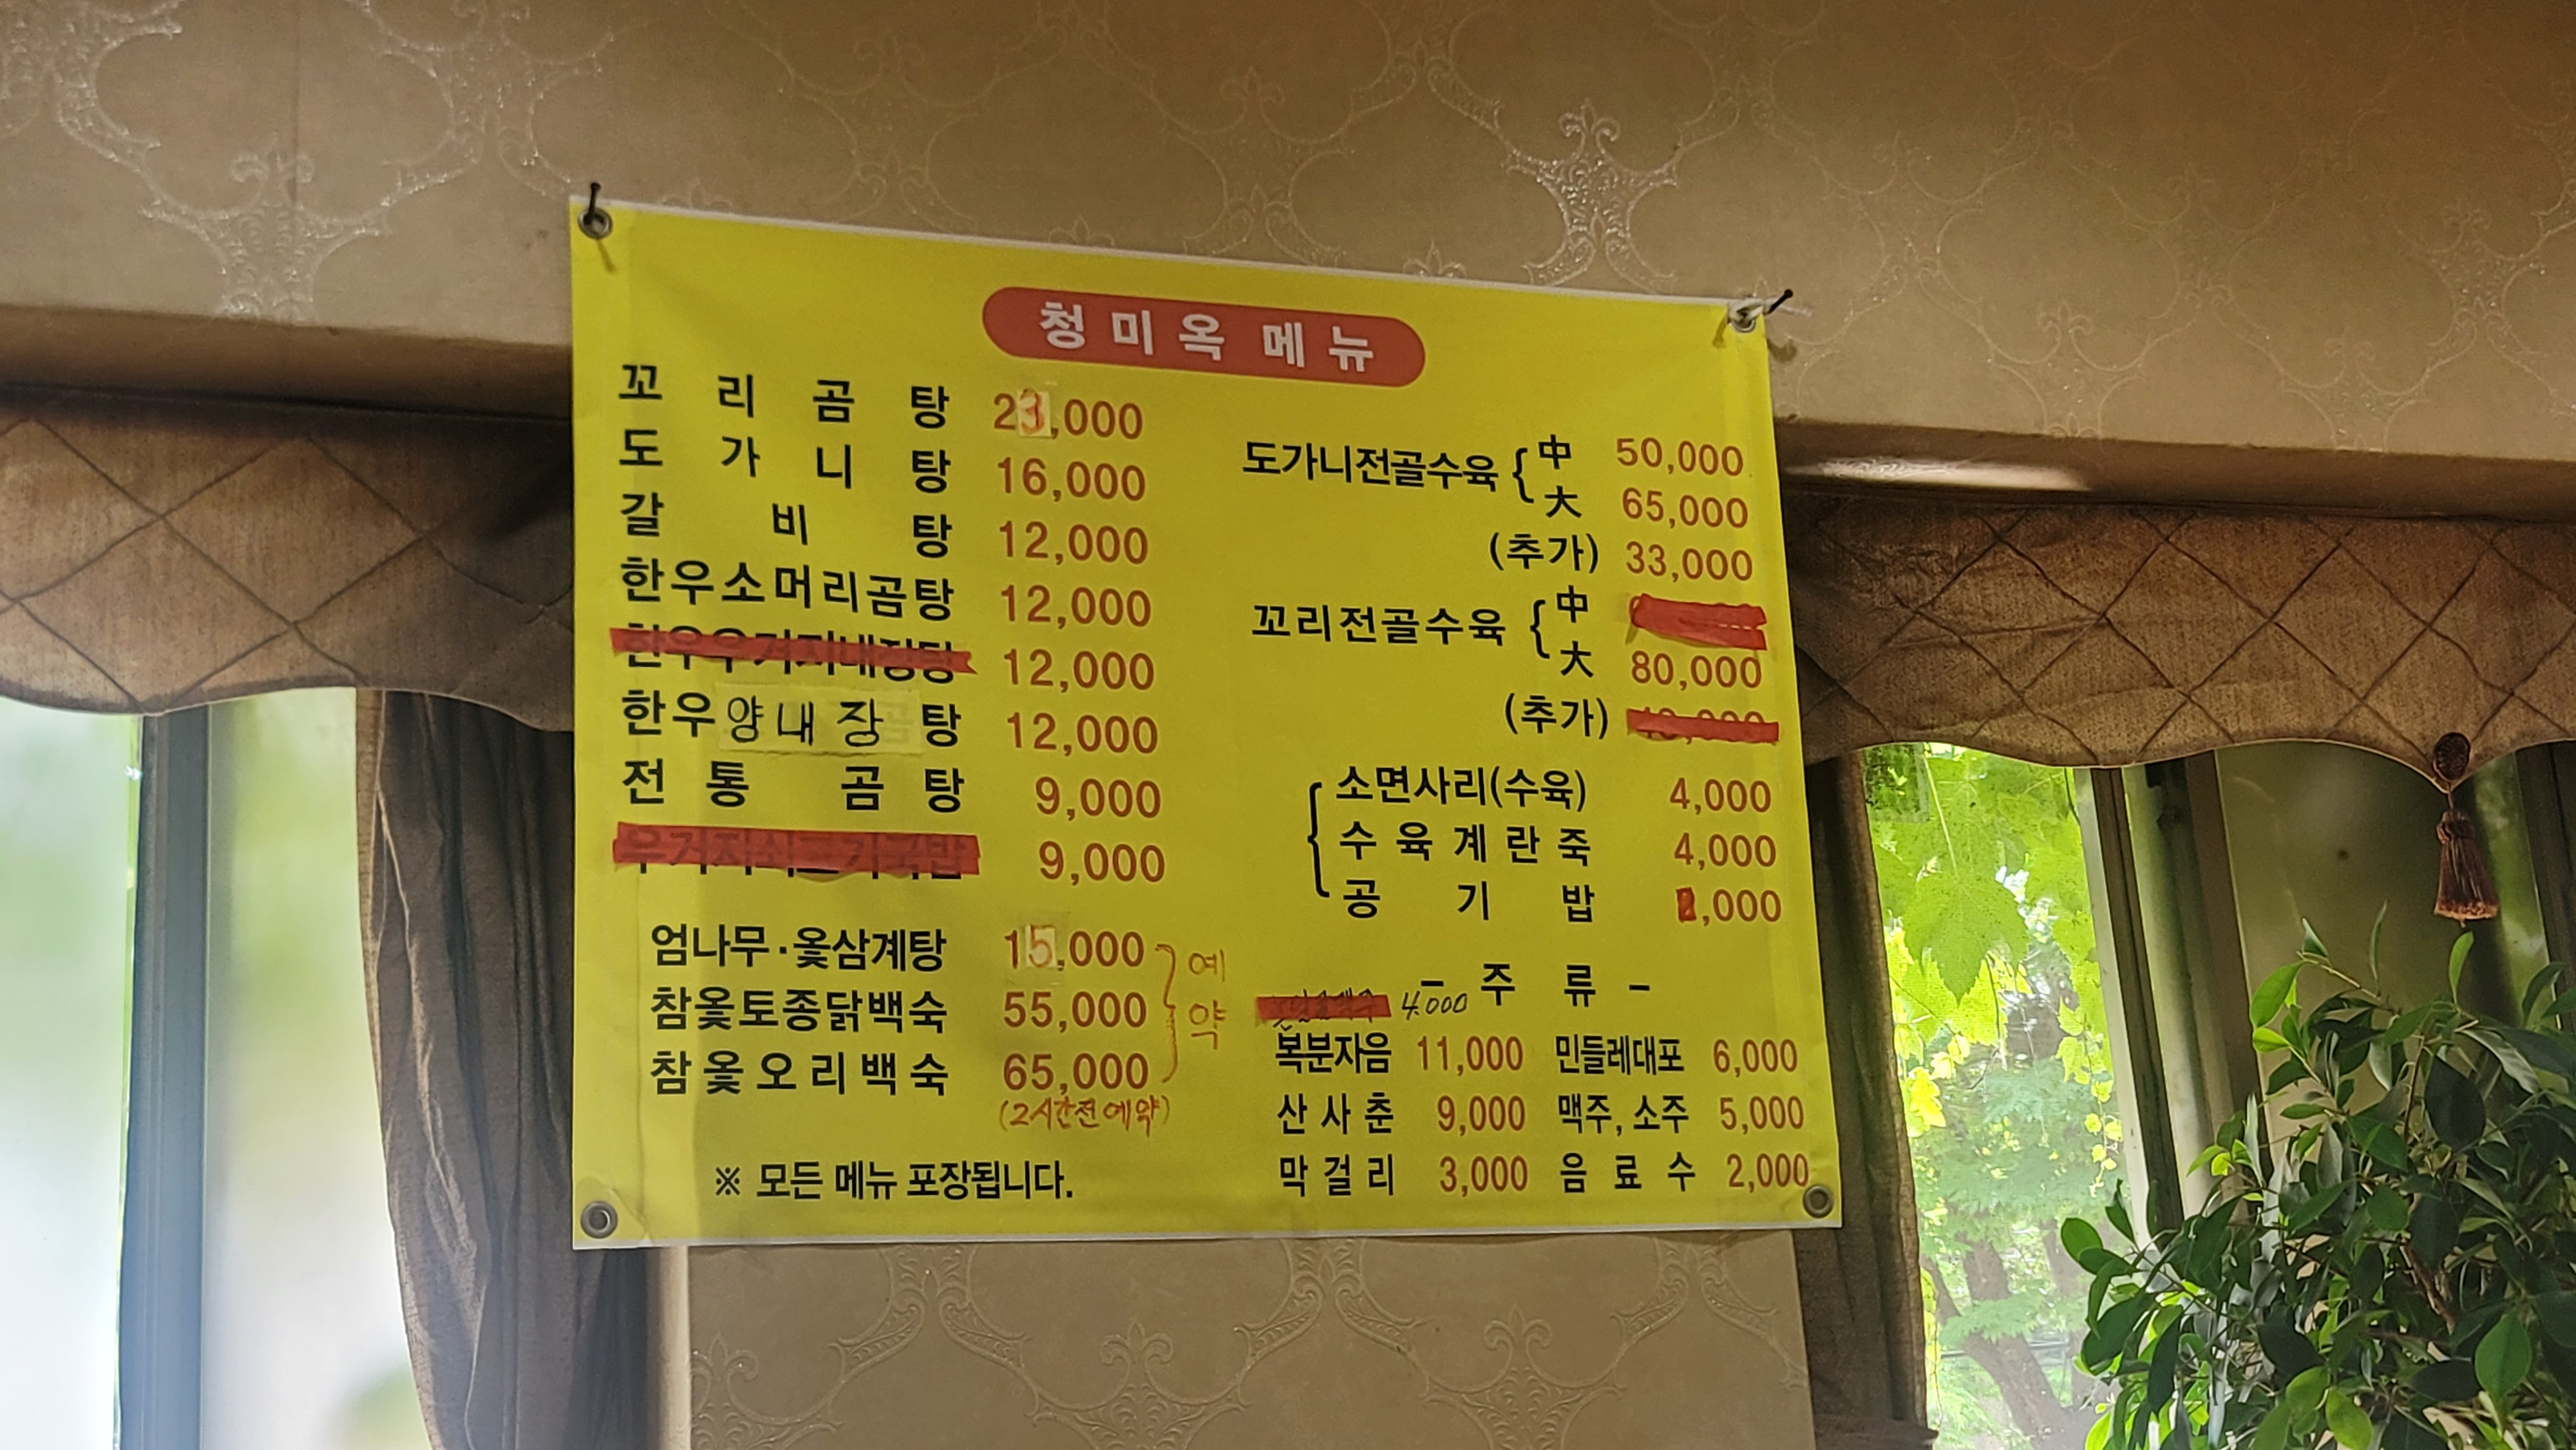 청미옥 메뉴
꼬리곰탕 23,000
도가니탕 16,000
갈비탕 12,000
한우소머리곰탕 12,000
한우우거지내장탕 12,000
한우양내장탕 12,000
전통곰탕 9,000
9,000
엄나무·옻삼계탕 15,000
참옻토종닭백숙 55,000
참옻오리백숙 65,000
예약
(2시간전예약)
※ 모든 메뉴 포장됩니다.
도가니전골수육 { 中 50,000
大 65,000
(추가) 33,000
꼬리전골수육 { 中
大 80,000
(추가)
소면사리(수육) 4,000
수육계란죽 4,000
공기밥 ,000
- 주류 -
4.000
복분자음 11,000 민들레대포 6,000
산사춘 9,000 맥주, 소주 5,000
막걸리 3,000 음료수 2,000